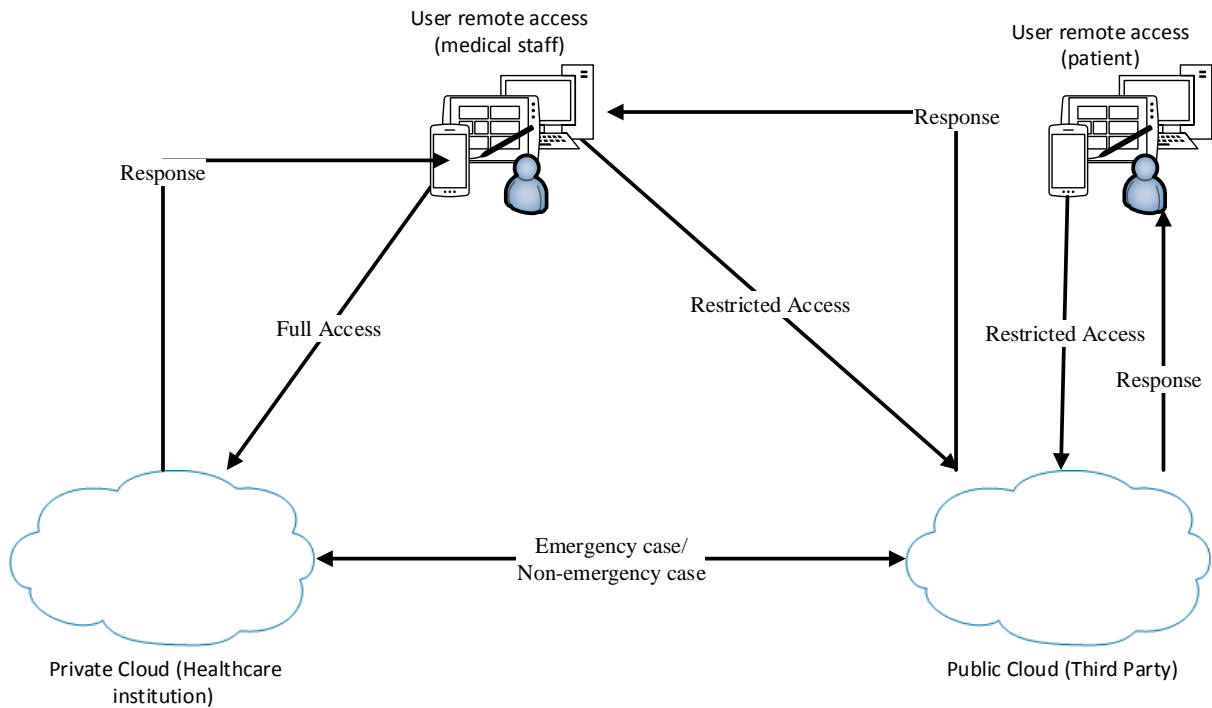 User remote access
(medical staff)
User remote access
(patient)
Response
Response
Restricted Access
Full Access
Restricted Access
Response
Emergency case/
Non-emergency case
Private Cloud (Healthcare
institution)
Public Cloud (Third Party)